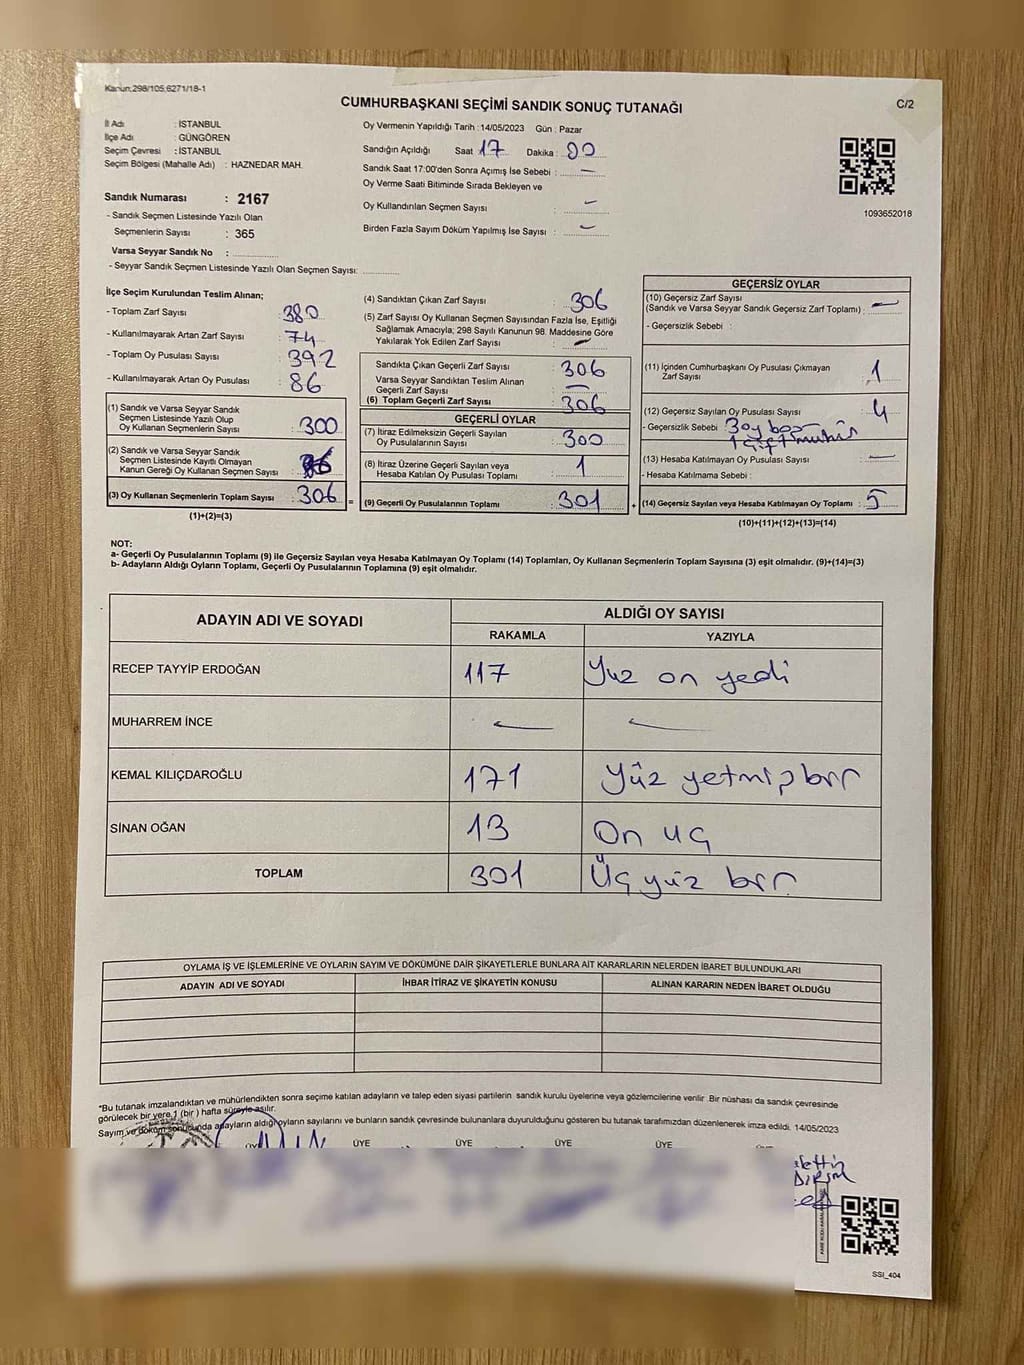 Kanun:298/105;6271/18-1
CUMHURBAŞKANI SEÇİMİ SANDIK SONUÇ TUTANAĞI
C/2
İl Adı : İSTANBUL
İlçe Adı : GÜNGÖREN
Seçim Çevresi : İSTANBUL
Seçim Bölgesi (Mahalle Adı) : HAZNEDAR MAH.
Sandık Numarası : 2167
- Sandık Seçmen Listesinde Yazılı Olan
Seçmenlerin Sayısı : 365
Varsa Seyyar Sandık No :
- Seyyar Sandık Seçmen Listesinde Yazılı Olan Seçmen Sayısı:
Oy Vermenin Yapıldığı Tarih : 14/05/2023 Gün : Pazar
Sandığın Açıldığı Saat 17 Dakika : 00
Sandık Saat 17:00'den Sonra Açımış İse Sebebi : —
Oy Verme Saati Bitiminde Sırada Bekleyen ve
Oy Kullandırılan Seçmen Sayısı : —
Birden Fazla Sayım Döküm Yapılmış İse Sayısı : —
1093652018
İlçe Seçim Kurulundan Teslim Alınan;
- Toplam Zarf Sayısı : 380
- Kullanılmayarak Artan Zarf Sayısı : 74
- Toplam Oy Pusulası Sayısı : 392
- Kullanılmayarak Artan Oy Pusulası : 86
(1) Sandık ve Varsa Seyyar Sandık
Seçmen Listesinde Yazılı Olup
Oy Kullanan Seçmenlerin Sayısı : 300
(2) Sandık ve Varsa Seyyar Sandık
Seçmen Listesinde Kayıtlı Olmayan
Kanun Gereği Oy Kullanan Seçmen Sayısı :
(3) Oy Kullanan Seçmenlerin Toplam Sayısı : 306 =
(1)+(2)=(3)
(4) Sandıktan Çıkan Zarf Sayısı : 306
(5) Zarf Sayısı Oy Kullanan Seçmen Sayısından Fazla İse, Eşitliği
Sağlamak Amacıyla; 298 Sayılı Kanunun 98. Maddesine Göre
Yakılarak Yok Edilen Zarf Sayısı : —
Sandıkta Çıkan Geçerli Zarf Sayısı : 306
Varsa Seyyar Sandıktan Teslim Alınan
Geçerli Zarf Sayısı : —
(6) Toplam Geçerli Zarf Sayısı : 306
GEÇERLİ OYLAR
(7) İtiraz Edilmeksizin Geçerli Sayılan
Oy Pusulalarının Sayısı : 300
(8) İtiraz Üzerine Geçerli Sayılan veya
Hesaba Katılan Oy Pusulası Toplamı : 1
(9) Geçerli Oy Pusulalarının Toplamı : 301 +
GEÇERSİZ OYLAR
(10) Geçersiz Zarf Sayısı
(Sandık ve Varsa Seyyar Sandık Geçersiz Zarf Toplamı) : —
- Geçersizlik Sebebi :
(11) İçinden Cumhurbaşkanı Oy Pusulası Çıkmayan
Zarf Sayısı : 1
(12) Geçersiz Sayılan Oy Pusulası Sayısı : 4
- Geçersizlik Sebebi : 3 oy boş
1 çift mühür
(13) Hesaba Katılmayan Oy Pusulası Sayısı : —
- Hesaba Katılmama Sebebi :
(14) Geçersiz Sayılan veya Hesaba Katılmayan Oy Toplamı : 5
(10)+(11)+(12)+(13)=(14)
NOT:
a- Geçerli Oy Pusulalarının Toplamı (9) ile Geçersiz Sayılan veya Hesaba Katılmayan Oy Toplamı (14) Toplamları, Oy Kullanan Seçmenlerin Toplam Sayısına (3) eşit olmalıdır. (9)+(14)=(3)
b- Adayların Aldığı Oyların Toplamı, Geçerli Oy Pusulalarının Toplamına (9) eşit olmalıdır.
ADAYIN ADI VE SOYADI
ALDIĞI OY SAYISI
RAKAMLA YAZIYLA
RECEP TAYYİP ERDOĞAN 117 Yuz on yedi
MUHARREM İNCE — —
KEMAL KILIÇDAROĞLU 171 Yüz yetmiş bir
SİNAN OĞAN 13 On üç
TOPLAM 301 Üç yüz bir
OYLAMA İŞ VE İŞLEMLERİNE VE OYLARIN SAYIM VE DÖKÜMÜNE DAİR ŞİKAYETLERLE BUNLARA AİT KARARLARIN NELERDEN İBARET BULUNDUKLARI
ADAYIN ADI VE SOYADI İHBAR İTİRAZ VE ŞİKAYETİN KONUSU ALINAN KARARIN NEDEN İBARET OLDUĞU
*Bu tutanak imzalandıktan ve mühürlendikten sonra seçime katılan adayların ve talep eden siyasi partilerin sandık kurulu üyelerine veya gözlemcilerine verilir .Bir nüshası da sandık çevresinde
görülecek bir yere 1 (bir ) hafta süreyle asılır.
Sayım ve döküm sonucunda adayların aldığı oyların sayılarını ve bunların sandık çevresinde bulunanlara duyurulduğunu gösteren bu tutanak tarafımızdan düzenlenerek imza edildi. 14/05/2023
ÜYE ÜYE ÜYE ÜYE
SSI_404